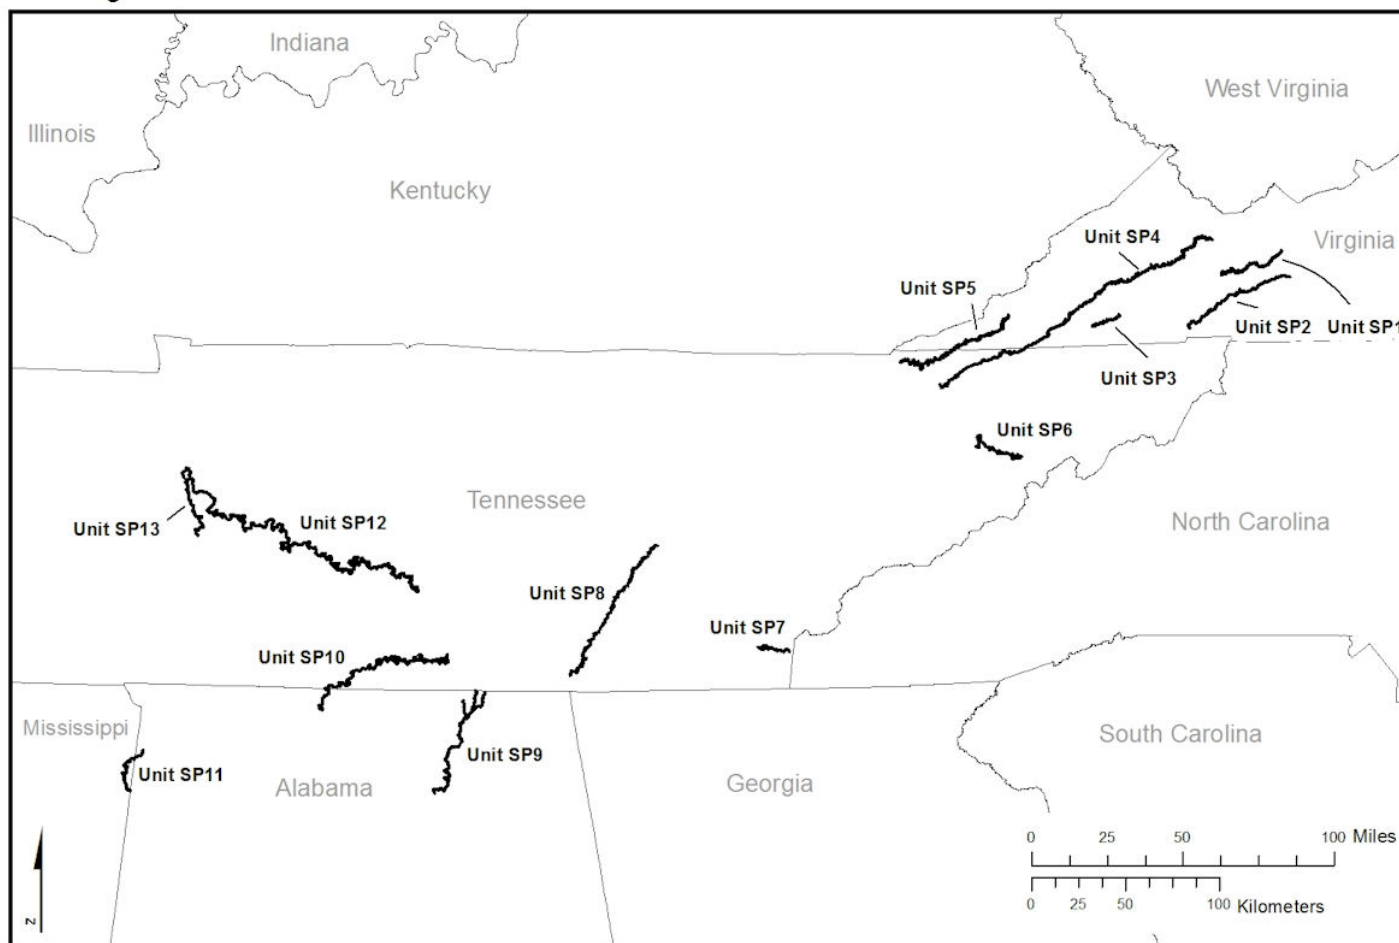 Indiana
West Virginia
Illinois
Kentucky
Unit SP4
Virginia
Unit SP5
Unit SP2
Unit SP1
Unit SP3
Unit SP6
Tennessee
Unit SP12
North Carolina
Unit SP13
Unit SP8
Unit SP7
Unit SP10
Mississippi
South Carolina
Unit SP9
Unit SP11
Alabama
Georgia
0 25 50 100 Miles
0 25 50 100 Kilometers
N